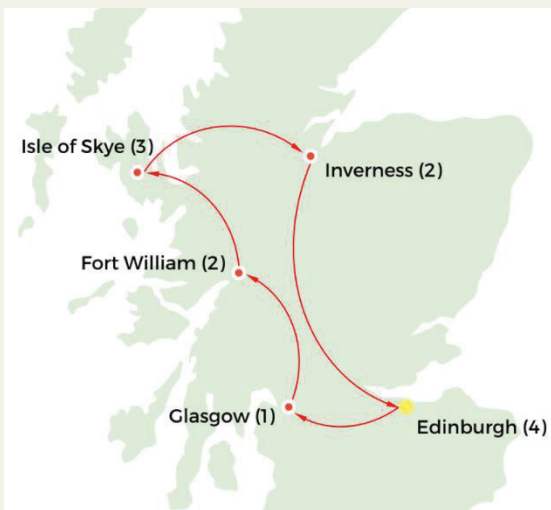 Isle of Skye (3)
Inverness (2)
Fort William (2)
Glasgow (1)
Edinburgh (4)